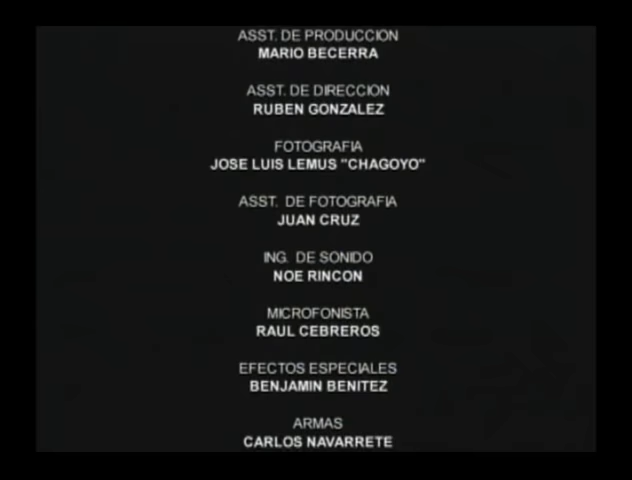 ASST. DE PRODUCCION
MARIO BECERRA
ASST. DE DIRECCION
RUBEN GONZALEZ
FOTOGRAFIA
JOSE LUIS LEMUS "CHAGOYO"
ASST. DE FOTOGRAFIA
JUAN CRUZ
ING. DE SONIDO
NOE RINCON
MICROFONISTA
RAUL CEBREROS
EFECTOS ESPECIALES
BENJAMIN BENITEZ
ARMAS
CARLOS NAVARRETE